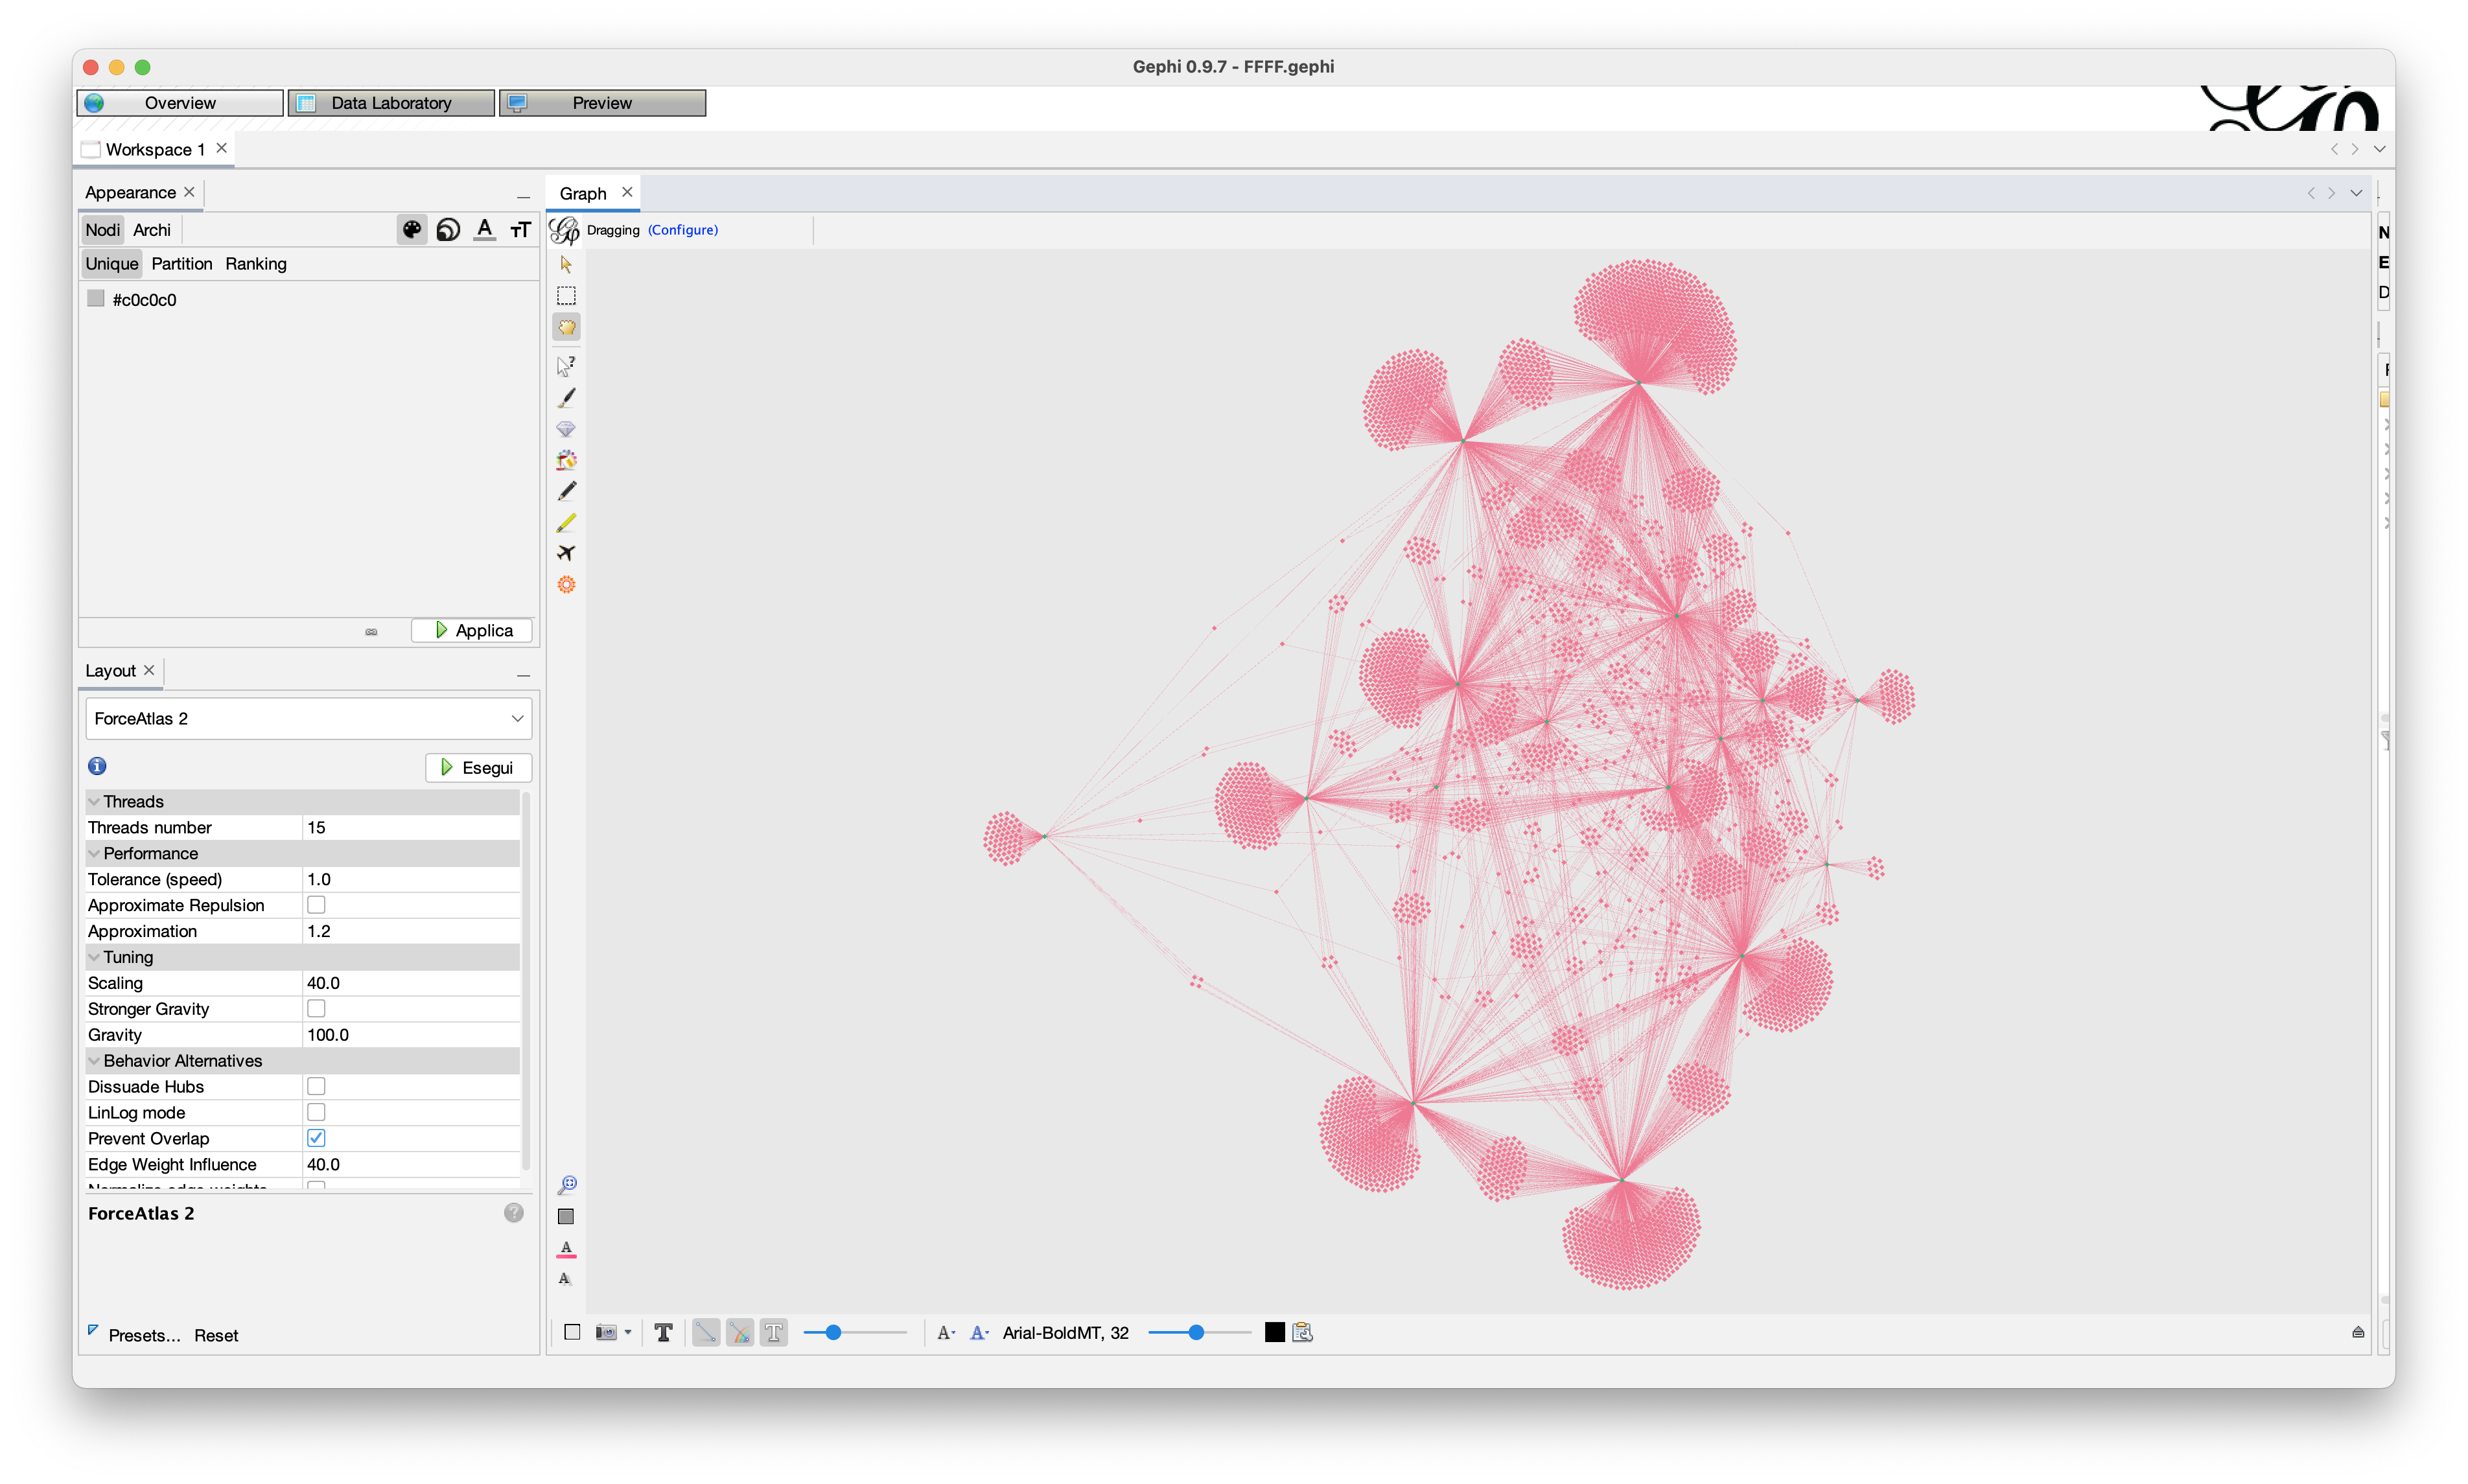 Gephi 0.9.7 - FFFF.gephi
Overview
Data Laboratory
Preview
Workspace 1
Appearance
Nodi Archi
Unique Partition Ranking
#c0c0c0
Applica
Layout
ForceAtlas 2
Esegui
Threads
Threads number 15
Performance
Tolerance (speed) 1.0
Approximate Repulsion
Approximation 1.2
Tuning
Scaling 40.0
Stronger Gravity
Gravity 100.0
Behavior Alternatives
Dissuade Hubs
LinLog mode
Prevent Overlap
Edge Weight Influence 40.0
ForceAtlas 2
Presets... Reset
Graph
Dragging (Configure)
Arial-BoldMT, 32
N
E
D